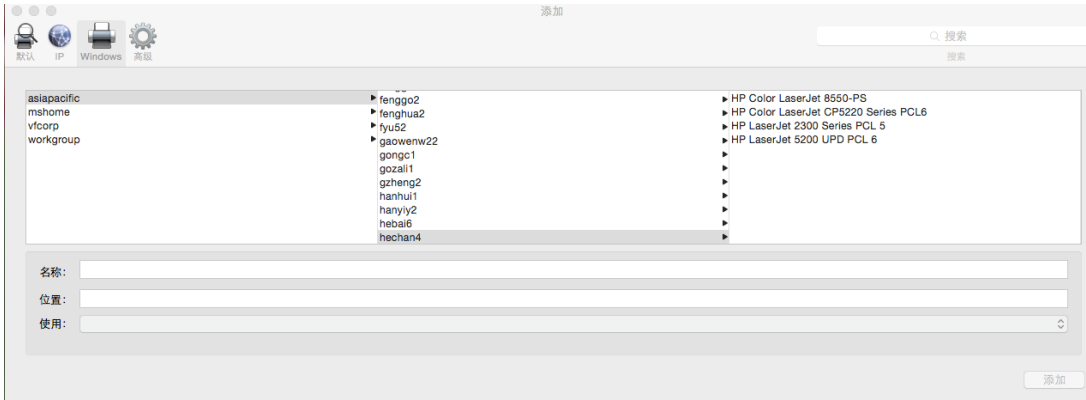 添加
默认 IP Windows 高级
搜索
搜索
asiapacific
mshome
vfcorp
workgroup
fenggo2
fenghua2
fyu52
gaowenw22
gongc1
gozali1
gzheng2
hanhui1
hanyiy2
hebai6
hechan4
HP Color LaserJet 8550-PS
HP Color LaserJet CP5220 Series PCL6
HP LaserJet 2300 Series PCL 5
HP LaserJet 5200 UPD PCL 6
名称：
位置：
使用：
添加